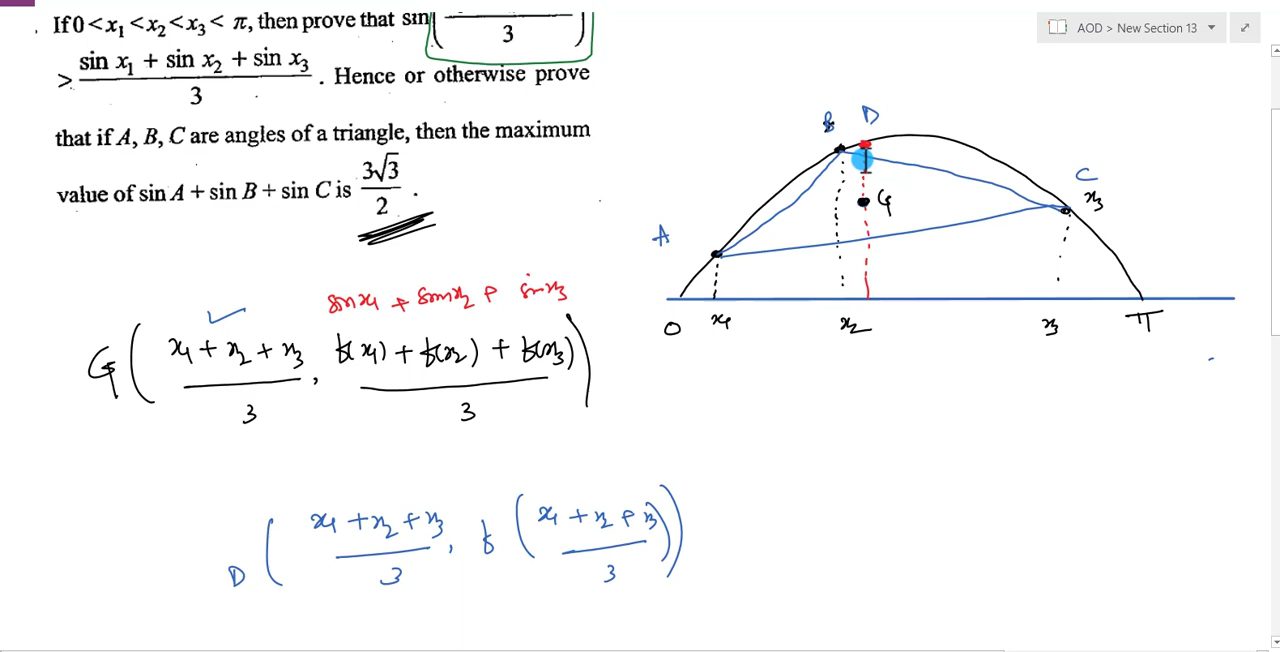 If 0 < x₁ < x₂ < x₃ < π, then prove that sin( 3 )
AOD > New Section 13
> sin x₁ + sin x₂ + sin x₃ / 3 . Hence or otherwise prove
that if A, B, C are angles of a triangle, then the maximum
value of sin A + sin B + sin C is 3√3 / 2 .
B D
C
x₃
G
A
0 x₁ x₂ x₃ π
sin x₁ + sin x₂ + sin x₃
G ( x₁ + x₂ + x₃ / 3 , f(x₁) + f(x₂) + f(x₃) / 3 )
D ( x₁ + x₂ + x₃ / 3 , f ( x₁ + x₂ + x₃ / 3 ) )